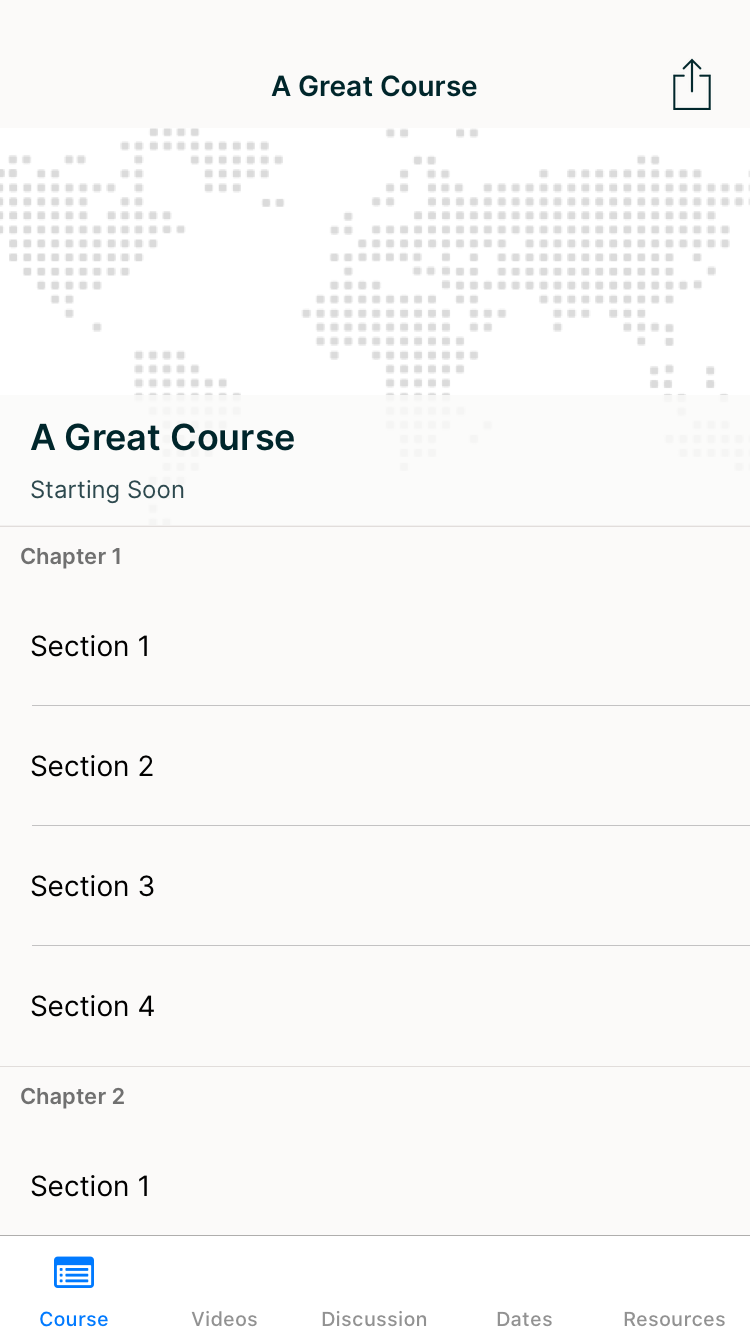 A Great Course
A Great Course
Starting Soon
Chapter 1
Section 1
Section 2
Section 3
Section 4
Chapter 2
Section 1
Course Videos Discussion Dates Resources